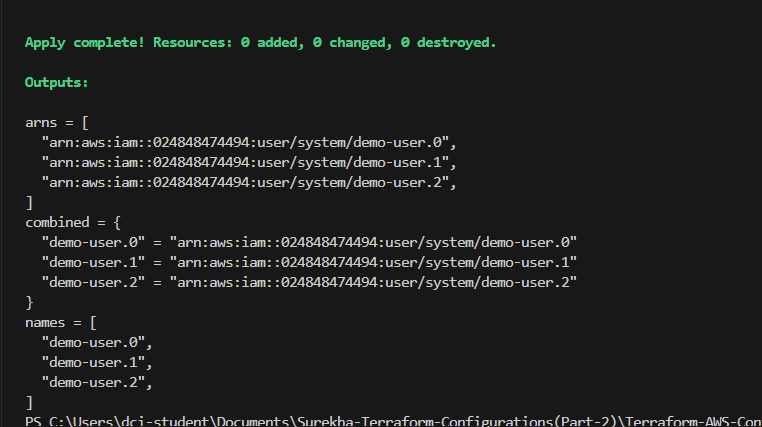 Apply complete! Resources: 0 added, 0 changed, 0 destroyed.
Outputs:
arns = [
"arn:aws:iam::024848474494:user/system/demo-user.0",
"arn:aws:iam::024848474494:user/system/demo-user.1",
"arn:aws:iam::024848474494:user/system/demo-user.2",
]
combined = {
"demo-user.0" = "arn:aws:iam::024848474494:user/system/demo-user.0"
"demo-user.1" = "arn:aws:iam::024848474494:user/system/demo-user.1"
"demo-user.2" = "arn:aws:iam::024848474494:user/system/demo-user.2"
}
names = [
"demo-user.0",
"demo-user.1",
"demo-user.2",
]
PS C:\Users\dci-student\Documents\Surekha-Terraform-Configurations(Part-2)\Terraform-AWS-Con